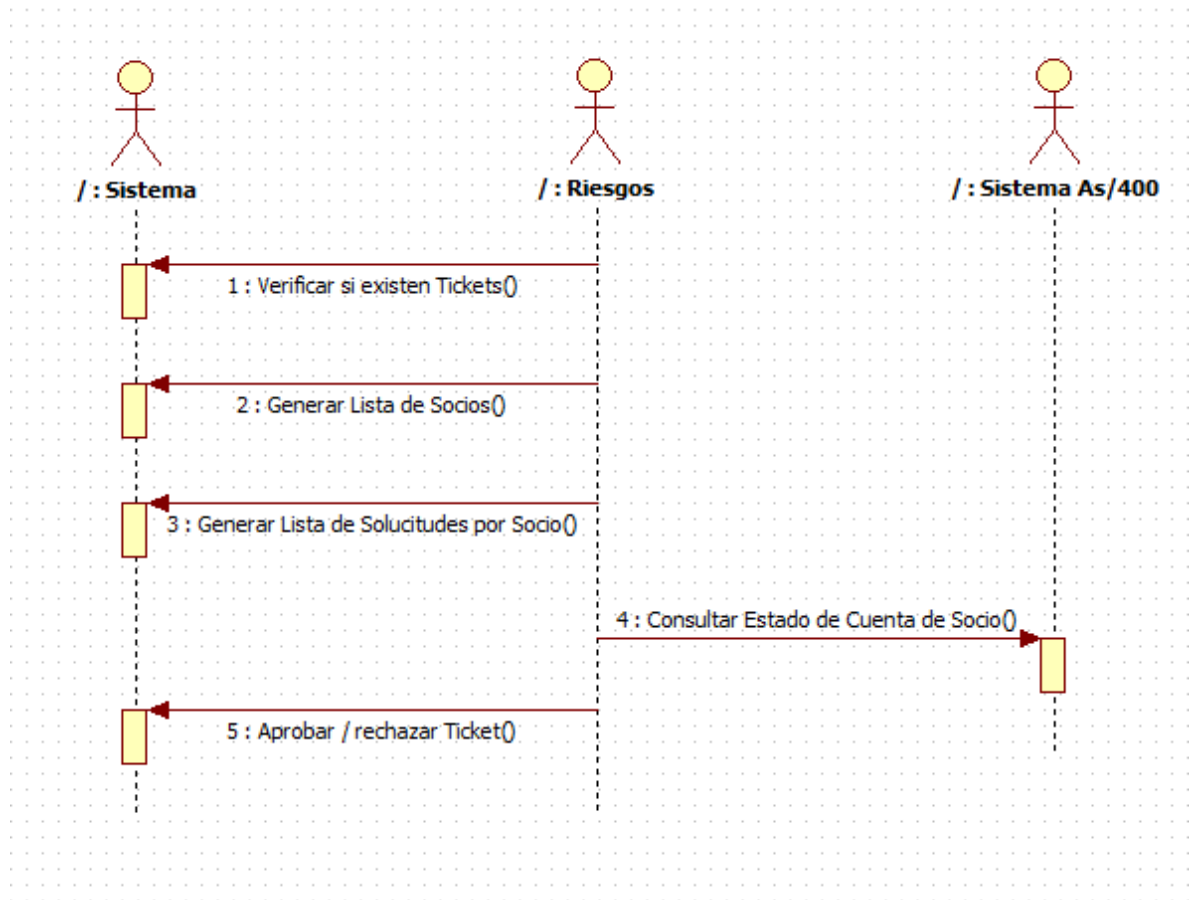 / : Sistema
/ : Riesgos
/ : Sistema As/400
1 : Verificar si existen Tickets()
2 : Generar Lista de Socios()
3 : Generar Lista de Solucitudes por Socio()
4 : Consultar Estado de Cuenta de Socio()
5 : Aprobar / rechazar Ticket()